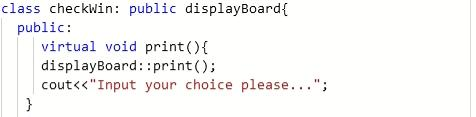 class checkWin: public displayBoard{
public:
virtual void print(){
displayBoard::print();
cout<<"Input your choice please...";
}